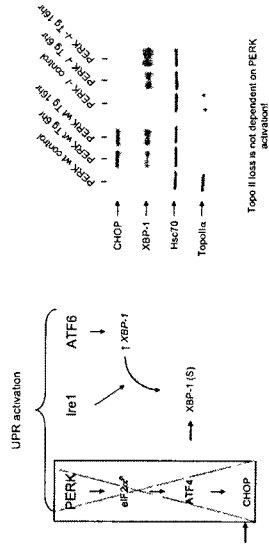 UPR activation
PERK
Ire1
ATF6
eIF2α
↑ XBP-1
ATF4
XBP-1 (S)
CHOP
PERK wt control
PERK wt Tg 6hr
PERK wt Tg 16hr
PERK -/- control
PERK -/- Tg 6hr
PERK -/- Tg 16hr
CHOP
XBP-1
Hsc70
TopoIIα
Topo II loss is not dependent on PERK
activation!